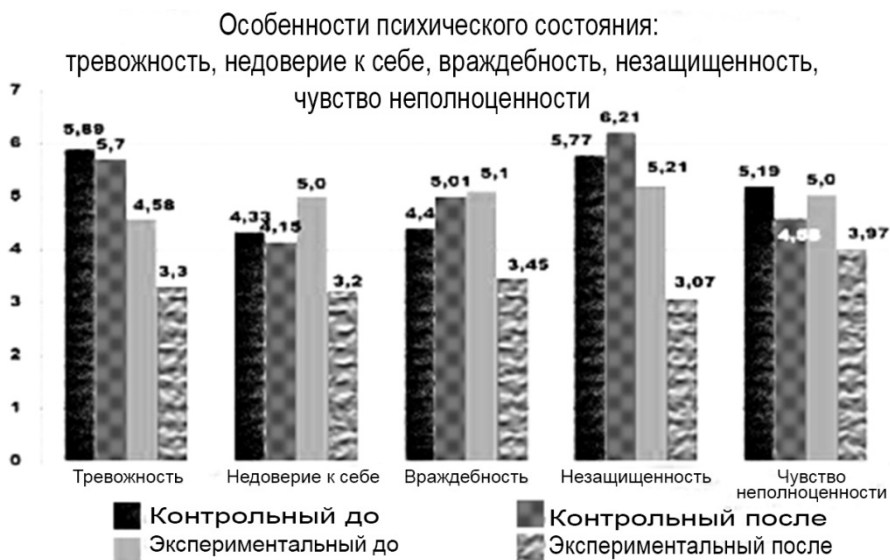 Особенности психического состояния:
тревожность, недоверие к себе, враждебность, незащищенность,
чувство неполноценности
7
6
5
4
3
2
1
0
5,89
5,7
4,58
3,3
4,33
4,15
5,0
3,2
4,4
5,01
5,1
3,45
5,77
6,21
5,21
3,07
5,19
5,0
3,97
Тревожность
Недоверие к себе
Враждебность
Незащищенность
Чувство
неполноценности
Контрольный до
Контрольный после
Экспериментальный до
Экспериментальный после